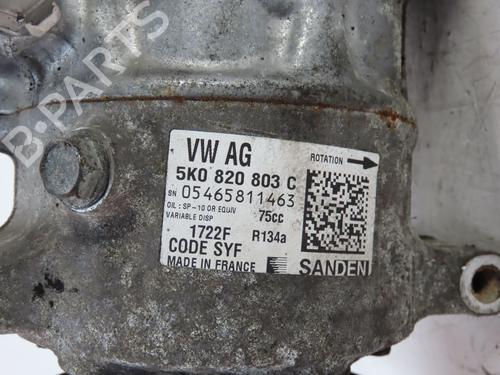 B-PARTS
VW AG
ROTATION
5K0 820 803 C
SN 05465811463
OIL : SP-10 OR EQUIV 75cc
VARIABLE DISP
1722F R134a
CODE SYF
MADE IN FRANCE SANDEN